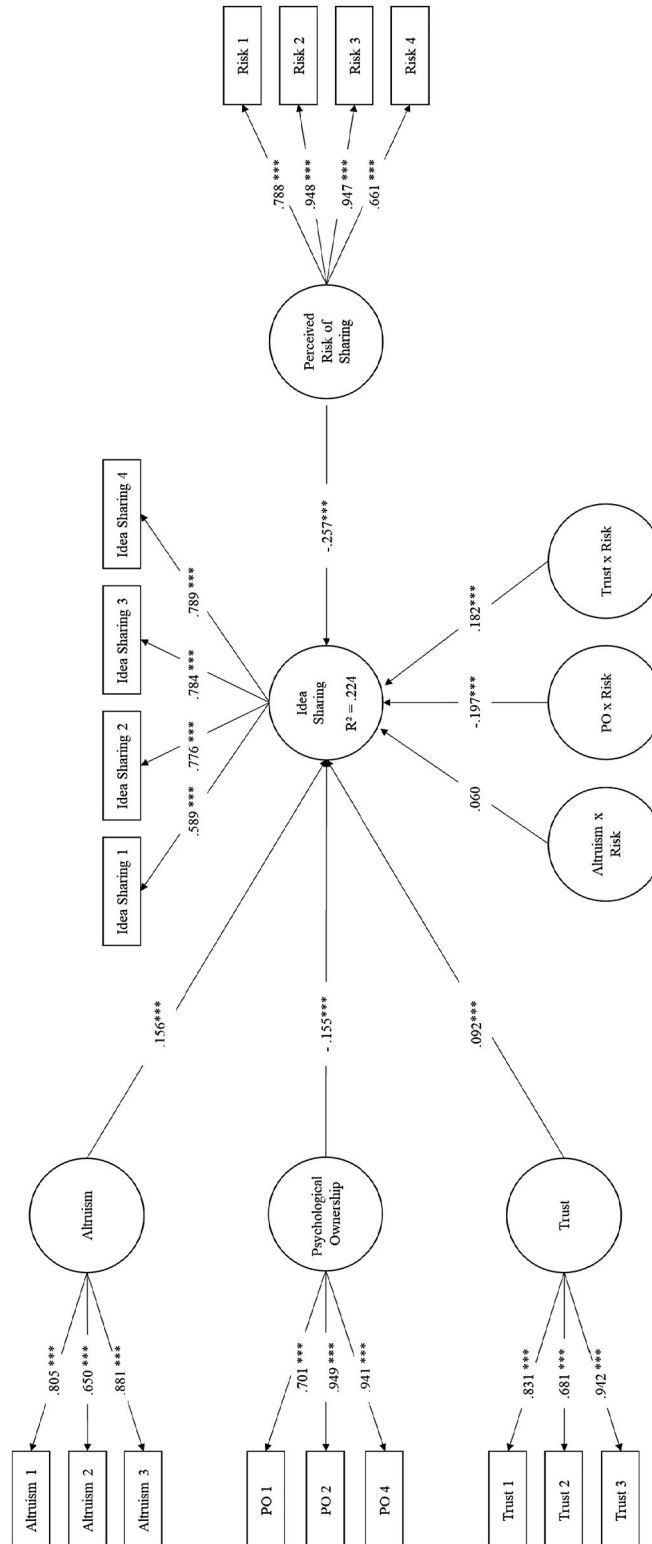 Altruism 1
Altruism 2
Altruism 3
.805 ***
.650 ***
.881 ***
Altruism
.156***
PO 1
PO 2
PO 4
.701 ***
.949 ***
.941 ***
Psychological
Ownership
-.155***
Trust 1
Trust 2
Trust 3
.831 ***
.681 ***
.942 ***
Trust
.092***
Idea Sharing 1
Idea Sharing 2
Idea Sharing 3
Idea Sharing 4
.589 ***
.776 ***
.784 ***
.789 ***
Idea
Sharing
R² = .224
.060
-.197***
.182***
Altruism x
Risk
PO x Risk
Trust x Risk
-.257***
Perceived
Risk of
Sharing
.788 ***
.948 ***
.947 ***
.661 ***
Risk 1
Risk 2
Risk 3
Risk 4